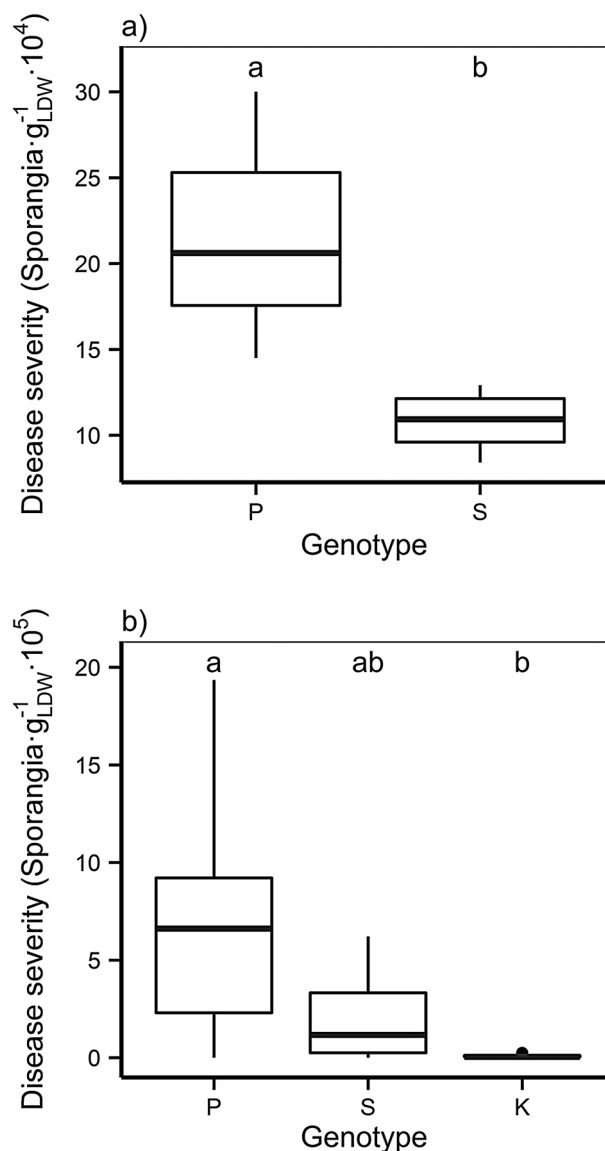 a)
a b
Disease severity (Sporangia·g⁻¹LDW·10⁴)
30
25
20
15
10
P S
Genotype
b)
a ab b
Disease severity (Sporangia·g⁻¹LDW·10⁵)
20
15
10
5
0
P S K
Genotype